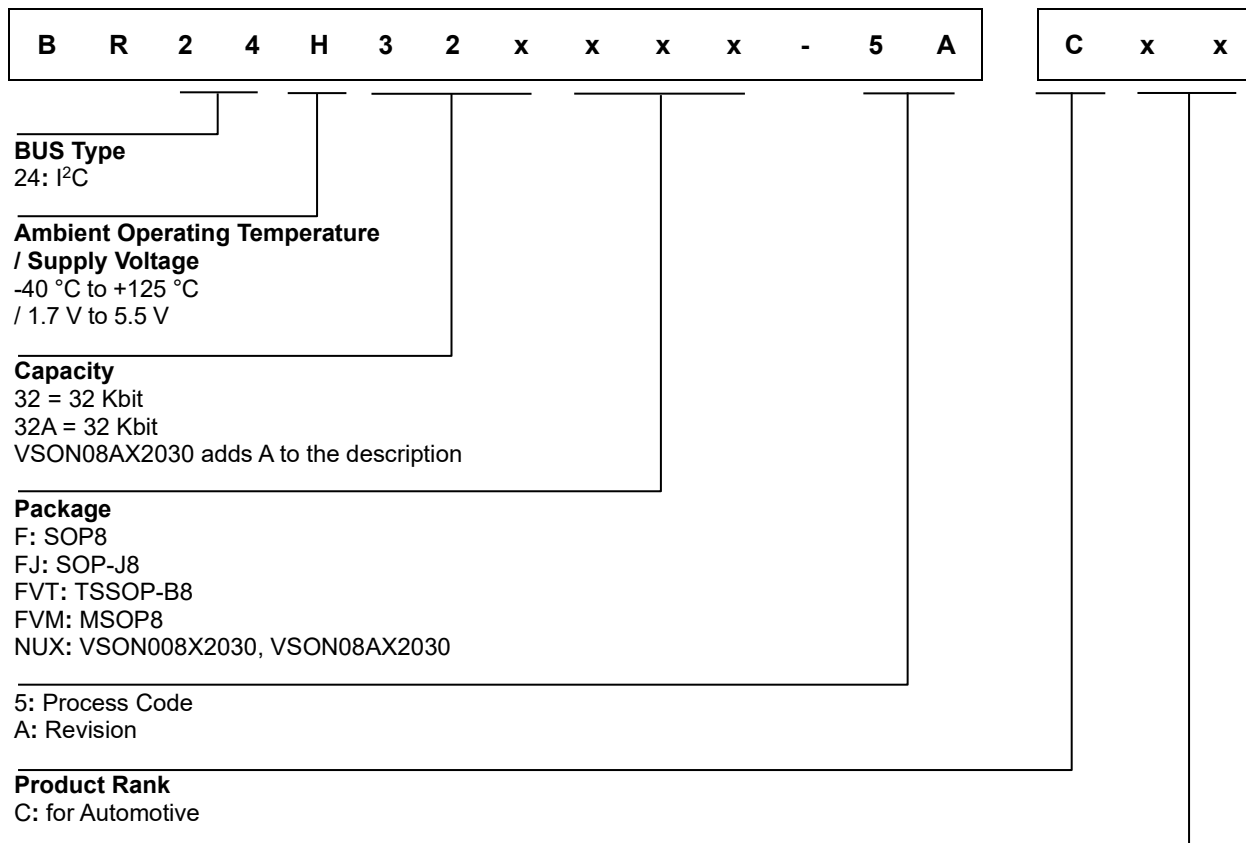 B R 2 4 H 3 2 x x x x - 5 A C x x
BUS Type
24: I²C
Ambient Operating Temperature
/ Supply Voltage
-40 °C to +125 °C
/ 1.7 V to 5.5 V
Capacity
32 = 32 Kbit
32A = 32 Kbit
VSON08AX2030 adds A to the description
Package
F: SOP8
FJ: SOP-J8
FVT: TSSOP-B8
FVM: MSOP8
NUX: VSON008X2030, VSON08AX2030
5: Process Code
A: Revision
Product Rank
C: for Automotive